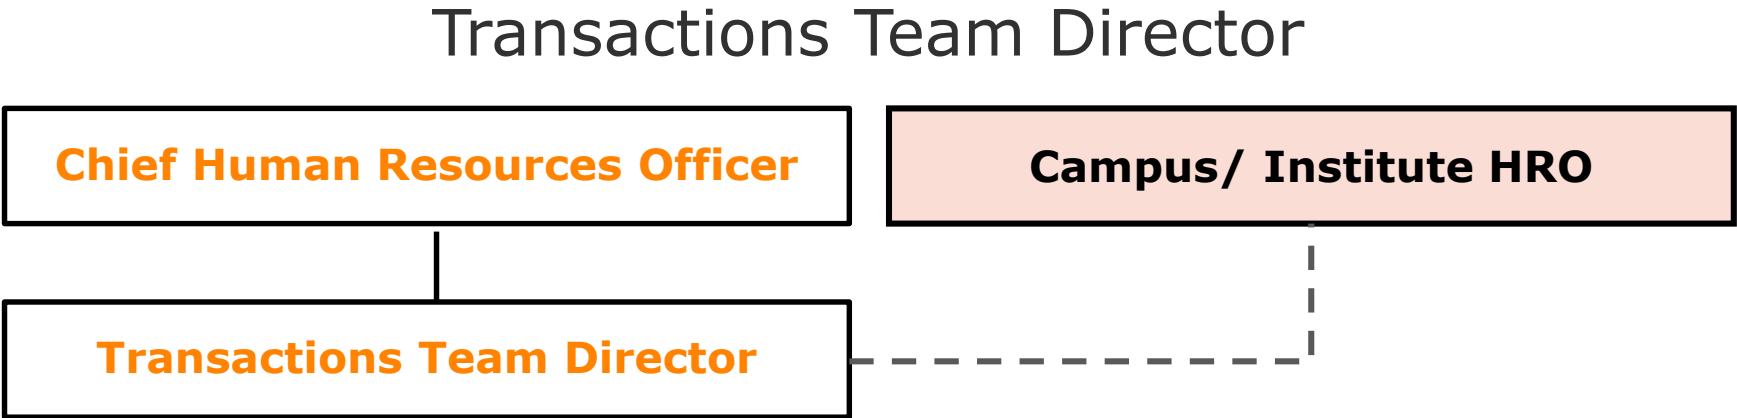 Transactions Team Director
Chief Human Resources Officer
Campus/ Institute HRO
Transactions Team Director